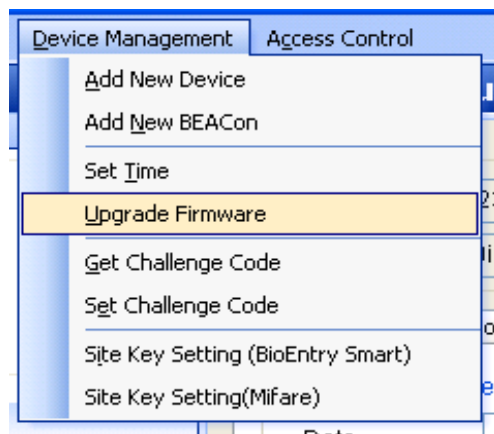 Device Management Access Control
Add New Device
Add New BEACon
Set Time
Upgrade Firmware
Get Challenge Code
Set Challenge Code
Site Key Setting (BioEntry Smart)
Site Key Setting(Mifare)